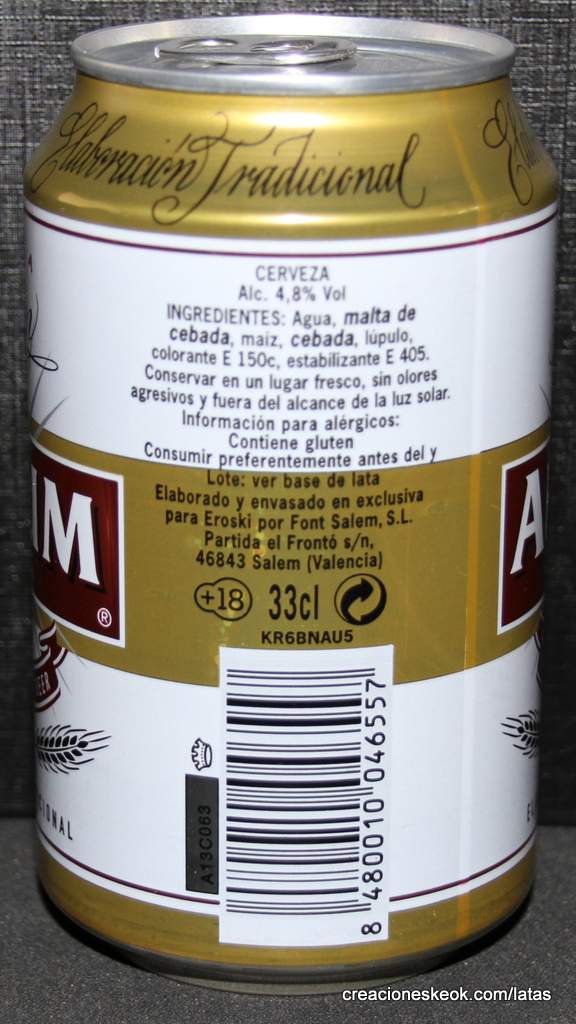 Elaboración Tradicional
CERVEZA
Alc. 4,8% Vol
INGREDIENTES: Agua, malta de
cebada, maíz, cebada, lúpulo,
colorante E 150c, estabilizante E 405.
Conservar en un lugar fresco, sin olores
agresivos y fuera del alcance de la luz solar.
Información para alérgicos:
Contiene gluten
Consumir preferentemente antes del y
Lote: ver base de lata
Elaborado y envasado en exclusiva
para Eroski por Font Salem, S.L.
Partida el Frontó s/n,
46843 Salem (Valencia)
+18 33cl
KR6BNAU5
IM ®
A
EER
IONAL
A13C063
8 480010 046557
creacioneskeok.com/latas